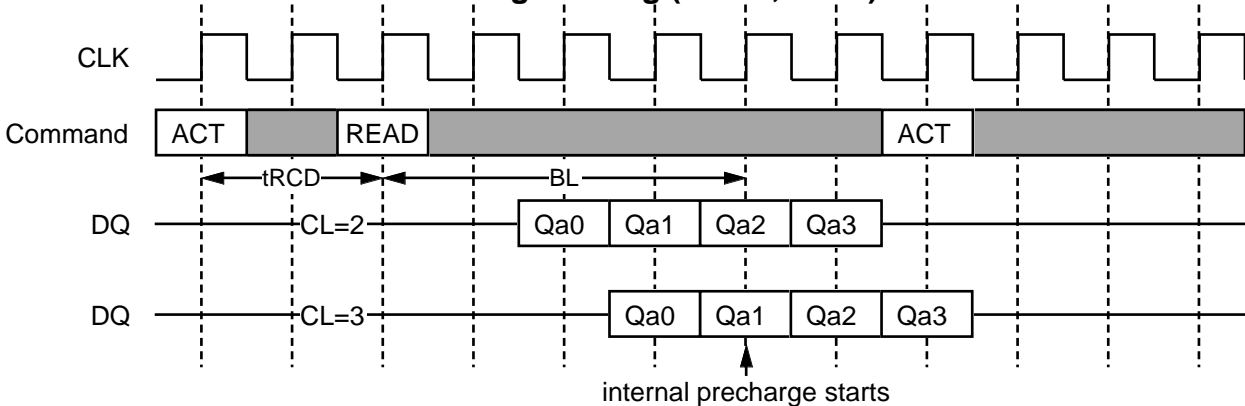 CLK
Command ACT READ ACT
tRCD BL
DQ CL=2 Qa0 Qa1 Qa2 Qa3
DQ CL=3 Qa0 Qa1 Qa2 Qa3
internal precharge starts